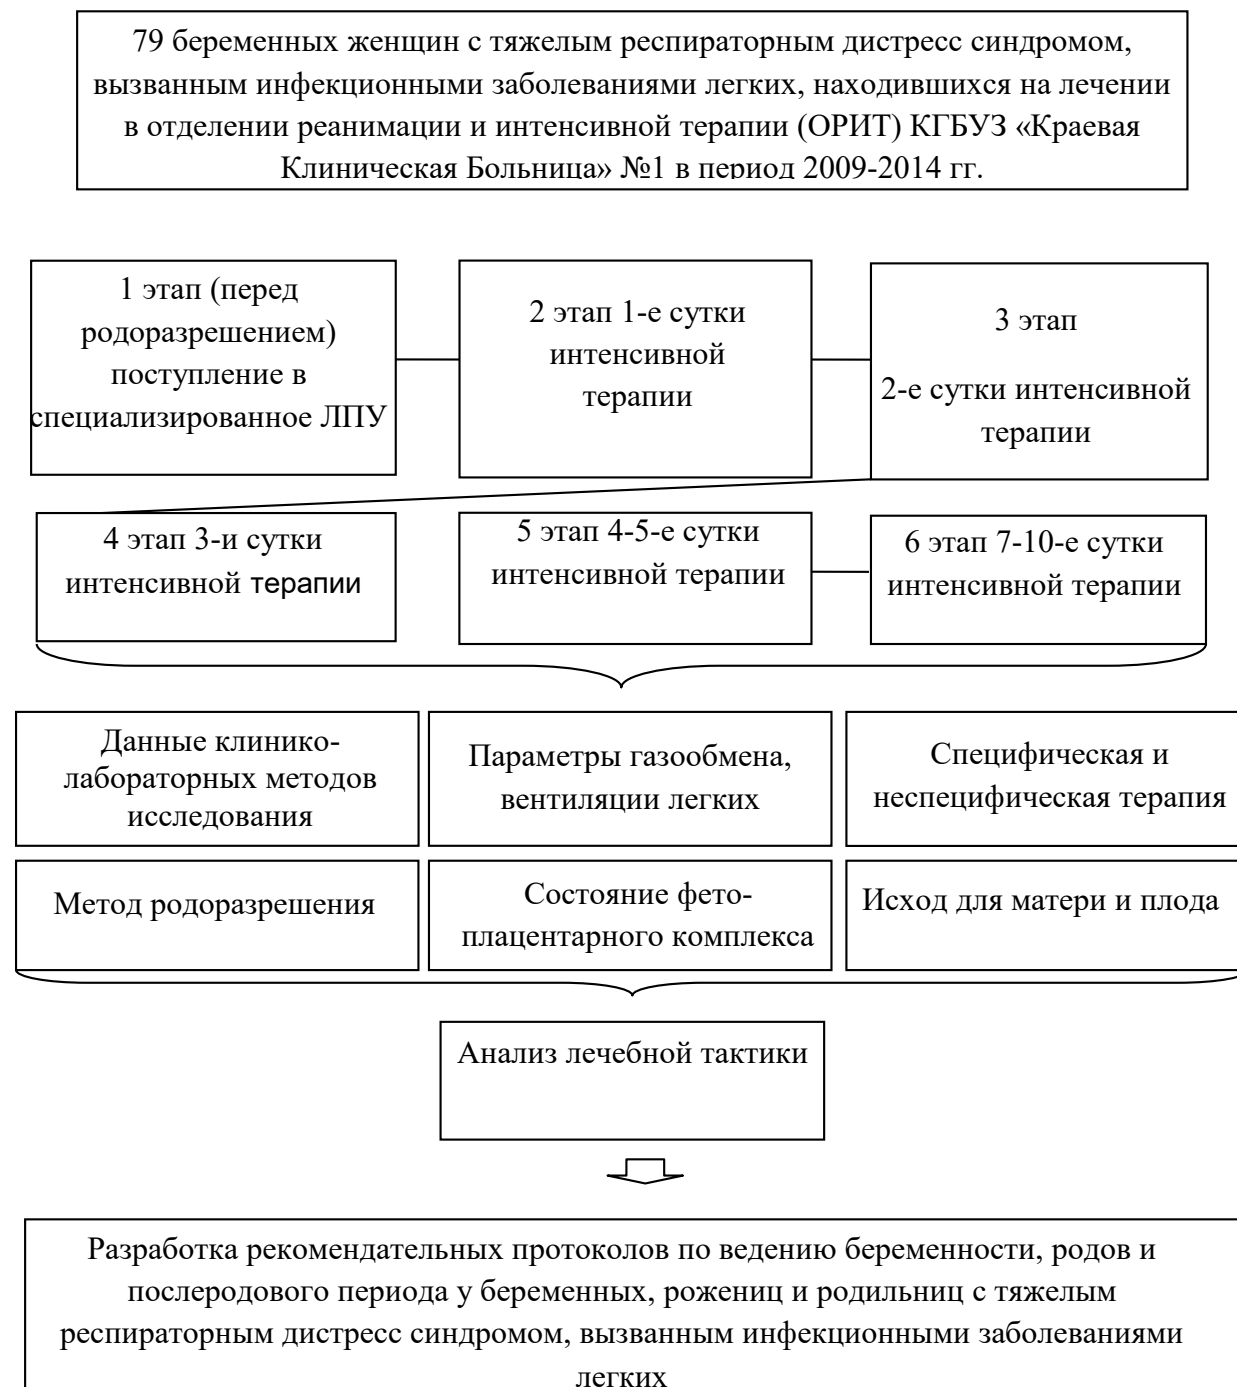 79 беременных женщин с тяжелым респираторным дистресс синдромом,
вызванным инфекционными заболеваниями легких, находившихся на лечении
в отделении реанимации и интенсивной терапии (ОРИТ) КГБУЗ «Краевая
Клиническая Больница» №1 в период 2009-2014 гг.
1 этап (перед
родоразрешением)
поступление в
специализированное ЛПУ
2 этап 1-е сутки
интенсивной
терапии
3 этап
2-е сутки интенсивной
терапии
4 этап 3-и сутки
интенсивной терапии
5 этап 4-5-е сутки
интенсивной терапии
6 этап 7-10-е сутки
интенсивной терапии
Данные клинико-
лабораторных методов
исследования
Параметры газообмена,
вентиляции легких
Специфическая и
неспецифическая терапия
Метод родоразрешения
Состояние фето-
плацентарного комплекса
Исход для матери и плода
Анализ лечебной тактики
Разработка рекомендательных протоколов по ведению беременности, родов и
послеродового периода у беременных, рожениц и родильниц с тяжелым
респираторным дистресс синдромом, вызванным инфекционными заболеваниями
легких